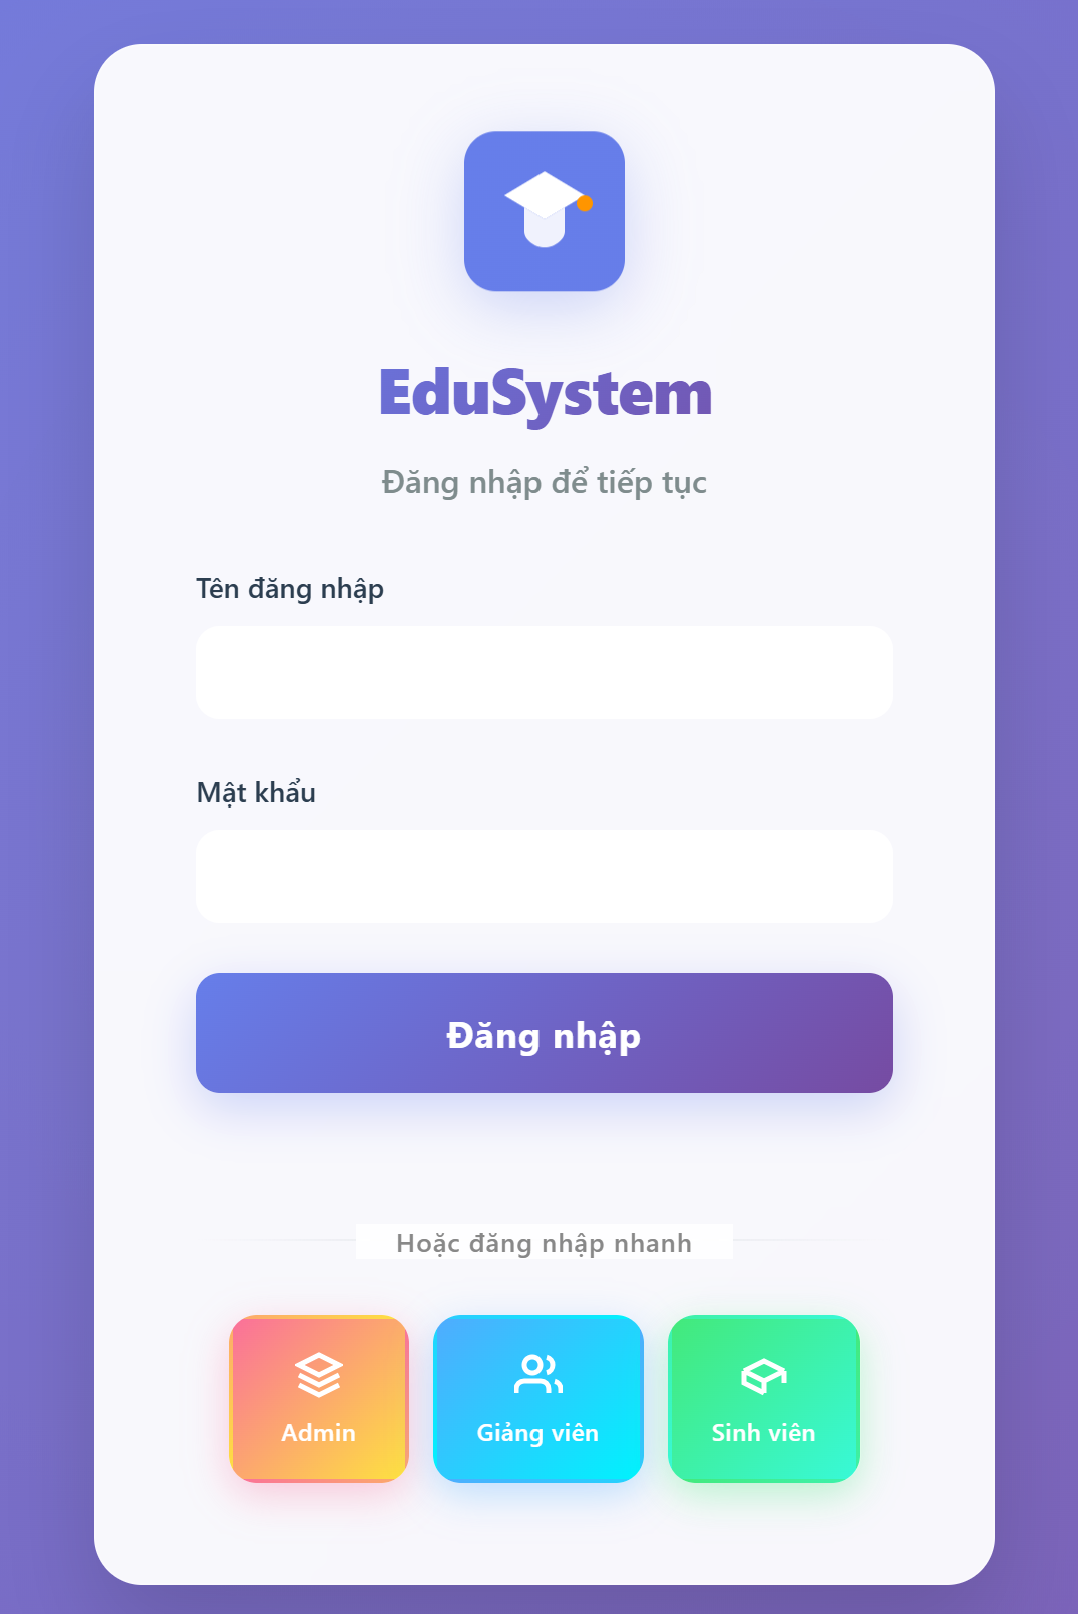 EduSystem
Đăng nhập để tiếp tục
Tên đăng nhập
Mật khẩu
Đăng nhập
Hoặc đăng nhập nhanh
Admin
Giảng viên
Sinh viên